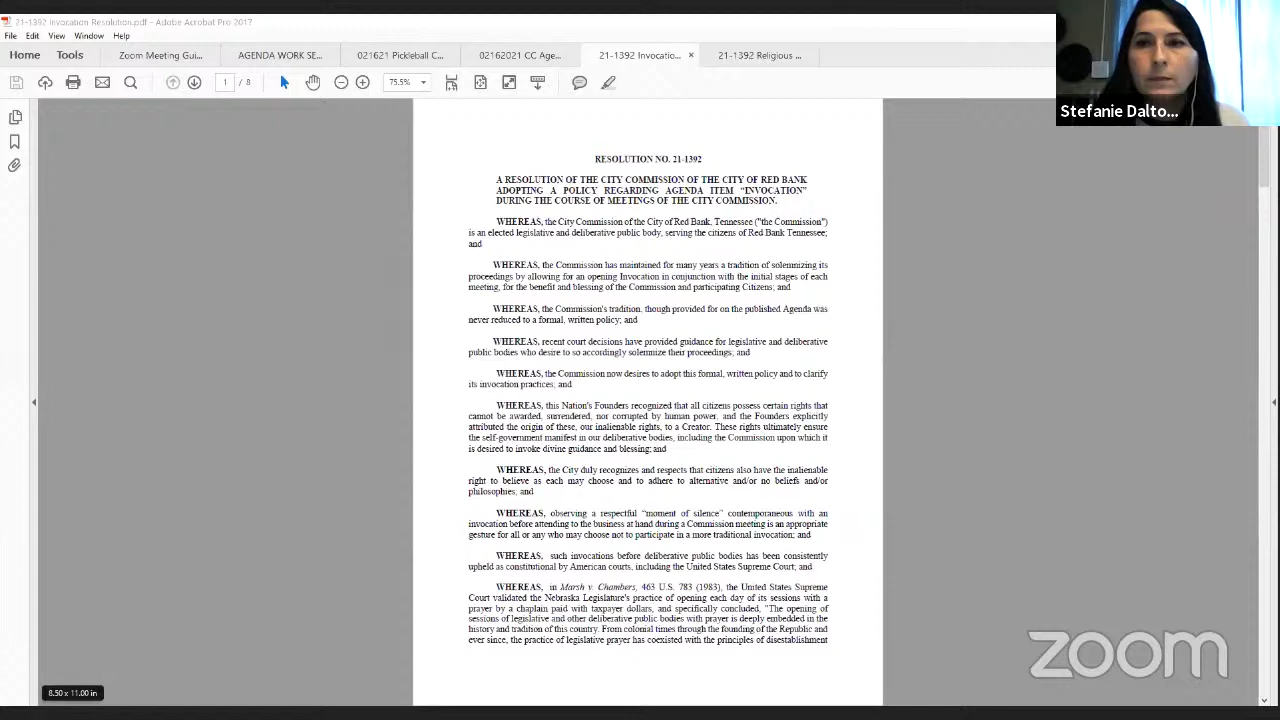 21-1392 Invocation Resolution.pdf - Adobe Acrobat Pro 2017
File Edit View Window Help
Home Tools Zoom Meeting Gui... AGENDA WORK SE... 021621 Pickleball C... 02162021 CC Age... 21-1392 Invocatio... × 21-1392 Religious ...
1 / 8 75.5%
Stefanie Dalto...
RESOLUTION NO. 21-1392
A RESOLUTION OF THE CITY COMMISSION OF THE CITY OF RED BANK
ADOPTING A POLICY REGARDING AGENDA ITEM “INVOCATION”
DURING THE COURSE OF MEETINGS OF THE CITY COMMISSION.
WHEREAS, the City Commission of the City of Red Bank, Tennessee ("the Commission")
is an elected legislative and deliberative public body, serving the citizens of Red Bank Tennessee;
and
WHEREAS, the Commission has maintained for many years a tradition of solemnizing its
proceedings by allowing for an opening Invocation in conjunction with the initial stages of each
meeting, for the benefit and blessing of the Commission and participating Citizens; and
WHEREAS, the Commission's tradition, though provided for on the published Agenda was
never reduced to a formal, written policy; and
WHEREAS, recent court decisions have provided guidance for legislative and deliberative
public bodies who desire to so accordingly solemnize their proceedings; and
WHEREAS, the Commission now desires to adopt this formal, written policy and to clarify
its invocation practices; and
WHEREAS, this Nation's Founders recognized that all citizens possess certain rights that
cannot be awarded, surrendered, nor corrupted by human power, and the Founders explicitly
attributed the origin of these, our inalienable rights, to a Creator. These rights ultimately ensure
the self-government manifest in our deliberative bodies, including the Commission upon which it
is desired to invoke divine guidance and blessing; and
WHEREAS, the City duly recognizes and respects that citizens also have the inalienable
right to believe as each may choose and to adhere to alternative and/or no beliefs and/or
philosophies; and
WHEREAS, observing a respectful “moment of silence” contemporaneous with an
invocation before attending to the business at hand during a Commission meeting is an appropriate
gesture for all or any who may choose not to participate in a more traditional invocation; and
WHEREAS, such invocations before deliberative public bodies has been consistently
upheld as constitutional by American courts, including the United States Supreme Court; and
WHEREAS, in Marsh v. Chambers, 463 U.S. 783 (1983), the United States Supreme
Court validated the Nebraska Legislature's practice of opening each day of its sessions with a
prayer by a chaplain paid with taxpayer dollars, and specifically concluded, "The opening of
sessions of legislative and other deliberative public bodies with prayer is deeply embedded in the
history and tradition of this country. From colonial times through the founding of the Republic and
ever since, the practice of legislative prayer has coexisted with the principles of disestablishment
8.50 x 11.00 in
zoom